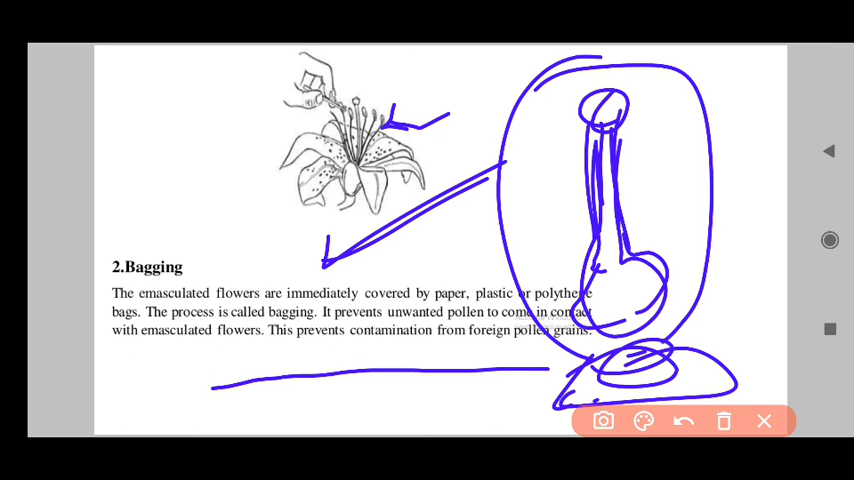 2.Bagging
The emasculated flowers are immediately covered by paper, plastic or polythene
bags. The process is called bagging. It prevents unwanted pollen to come in contact
with emasculated flowers. This prevents contamination from foreign pollen grains.